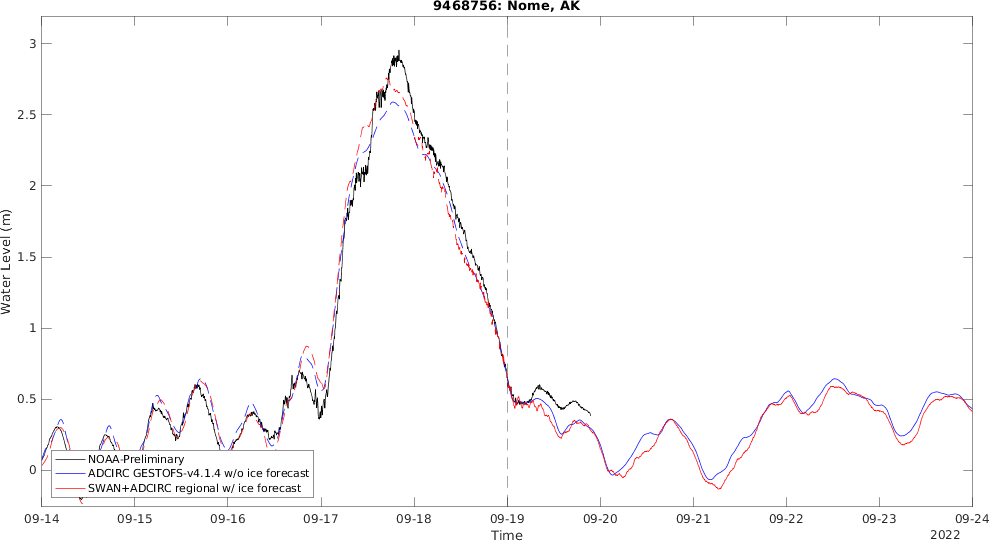 9468756: Nome, AK
Water Level (m)
3
2.5
2
1.5
1
0.5
0
NOAA-Preliminary
ADCIRC GESTOFS-v4.1.4 w/o ice forecast
SWAN+ADCIRC regional w/ ice forecast
09-14 09-15 09-16 09-17 09-18 09-19 09-20 09-21 09-22 09-23 09-24
Time
2022